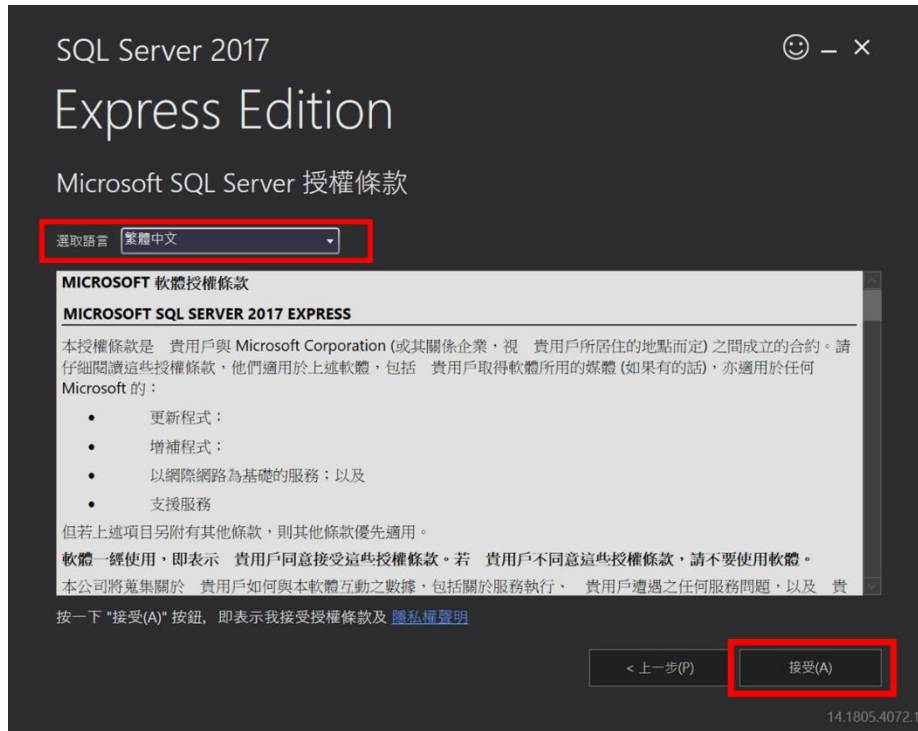 SQL Server 2017
Express Edition
Microsoft SQL Server 授權條款
選取語言 繁體中文
MICROSOFT 軟體授權條款
MICROSOFT SQL SERVER 2017 EXPRESS
本授權條款是 貴用戶與 Microsoft Corporation (或其關係企業，視 貴用戶所居住的地點而定) 之間成立的合約。請
仔細閱讀這些授權條款，他們適用於上述軟體，包括 貴用戶取得軟體所用的媒體 (如果有的話)，亦適用於任何
Microsoft 的：
• 更新程式；
• 增補程式；
• 以網際網路為基礎的服務；以及
• 支援服務
但若上述項目另附有其他條款，則其他條款優先適用。
軟體一經使用，即表示 貴用戶同意接受這些授權條款。若 貴用戶不同意這些授權條款，請不要使用軟體。
本公司將蒐集關於 貴用戶如何與本軟體互動之數據，包括關於服務執行、 貴用戶遭遇之任何服務問題，以及 貴
按一下 "接受(A)" 按鈕，即表示我接受授權條款及 隱私權聲明
< 上一步(P)
接受(A)
14.1805.4072.1